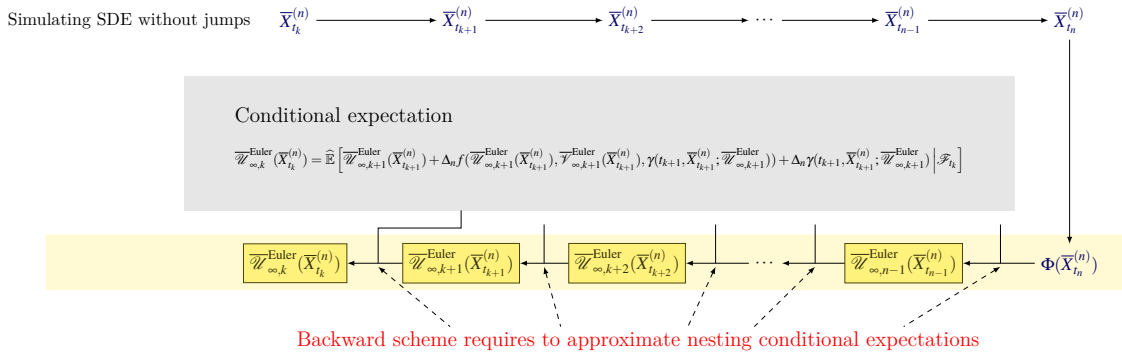 Simulating SDE without jumps $\overline{X}^{(n)}_{t_k}$ $\overline{X}^{(n)}_{t_{k+1}}$ $\overline{X}^{(n)}_{t_{k+2}}$ $\cdots$ $\overline{X}^{(n)}_{t_{n-1}}$ $\overline{X}^{(n)}_{t_n}$
Conditional expectation
$\overline{\mathscr{U}}^{\text{Euler}}_{\infty,k}(\overline{X}^{(n)}_{t_k}) = \widehat{\mathbb{E}}\left[\overline{\mathscr{U}}^{\text{Euler}}_{\infty,k+1}(\overline{X}^{(n)}_{t_{k+1}}) + \Delta_n f(\overline{\mathscr{U}}^{\text{Euler}}_{\infty,k+1}(\overline{X}^{(n)}_{t_{k+1}}), \overline{\mathscr{V}}^{\text{Euler}}_{\infty,k+1}(\overline{X}^{(n)}_{t_{k+1}}), \gamma(t_{k+1}, \overline{X}^{(n)}_{t_{k+1}}; \overline{\mathscr{U}}^{\text{Euler}}_{\infty,k+1})) + \Delta_n \gamma(t_{k+1}, \overline{X}^{(n)}_{t_{k+1}}; \overline{\mathscr{U}}^{\text{Euler}}_{\infty,k+1}) \middle| \mathscr{F}_{t_k}\right]$
$\overline{\mathscr{U}}^{\text{Euler}}_{\infty,k}(\overline{X}^{(n)}_{t_k})$ $\overline{\mathscr{U}}^{\text{Euler}}_{\infty,k+1}(\overline{X}^{(n)}_{t_{k+1}})$ $\overline{\mathscr{U}}^{\text{Euler}}_{\infty,k+2}(\overline{X}^{(n)}_{t_{k+2}})$ $\cdots$ $\overline{\mathscr{U}}^{\text{Euler}}_{\infty,n-1}(\overline{X}^{(n)}_{t_{n-1}})$ $\Phi(\overline{X}^{(n)}_{t_n})$
Backward scheme requires to approximate nesting conditional expectations